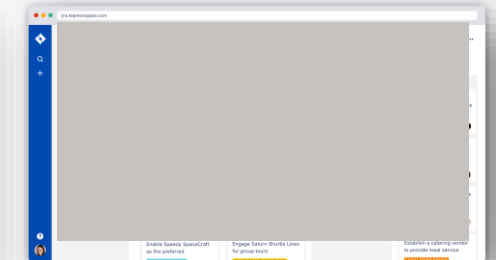 jira.teamsinspace.com
Enable Speedy SpaceCraft
as the preferred
Engage Saturn Shuttle Lines
for group tours
Establish a catering vendor
to provide meal service